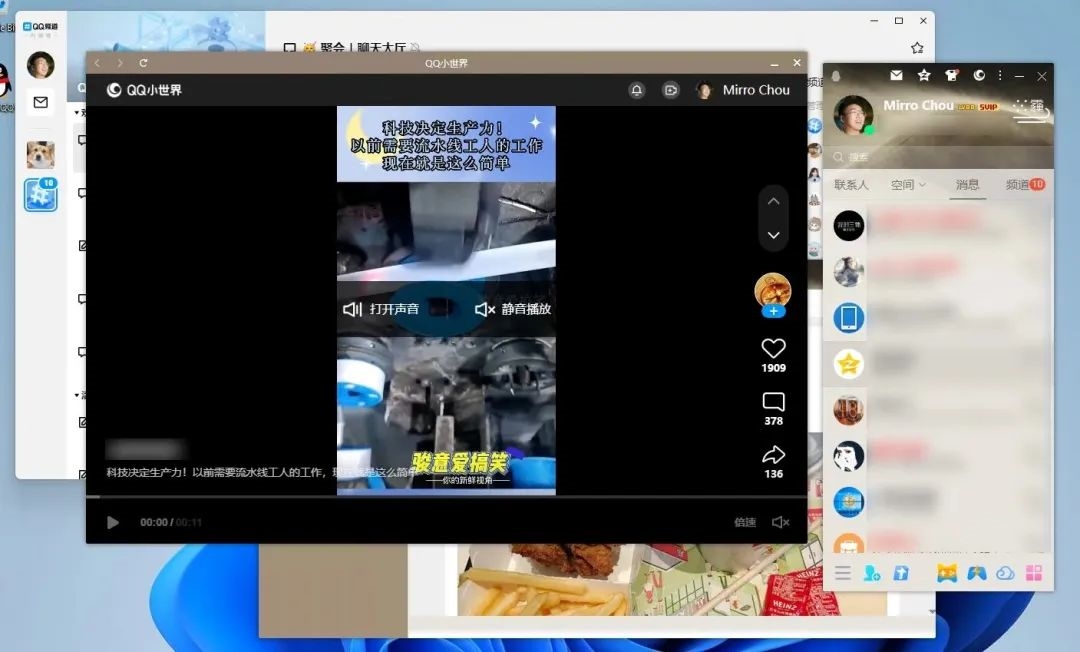 QQ频道
聚会 | 聊天大厅
10
QQ小世界
QQ小世界
Mirro Chou
科技决定生产力！
以前需要流水线工人的工作
现在就是这么简单
打开声音
静音播放
1909
378
136
科技决定生产力！以前需要流水线工人的工作，现在就是这么简单
骏意爱搞笑
——你的新鲜视角——
00:00 / 00:11
倍速
HEINZ
HEINZ
Mirro Chou
SVIP
搜索
联系人
空间
消息
频道
10